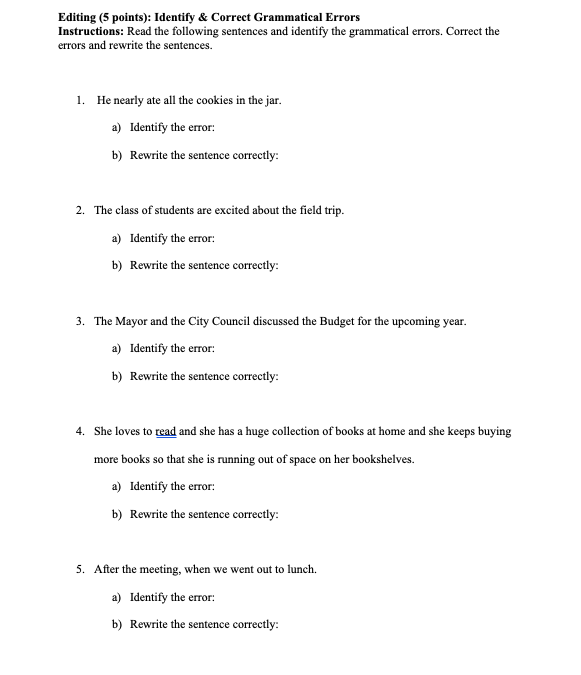 Editing (5 points): Identify & Correct Grammatical Errors
Instructions: Read the following sentences and identify the grammatical errors. Correct the
errors and rewrite the sentences.
1. He nearly ate all the cookies in the jar.
a) Identify the error:
b) Rewrite the sentence correctly:
2. The class of students are excited about the field trip.
a) Identify the error:
b) Rewrite the sentence correctly:
3. The Mayor and the City Council discussed the Budget for the upcoming year.
a) Identify the error:
b) Rewrite the sentence correctly:
4. She loves to read and she has a huge collection of books at home and she keeps buying
more books so that she is running out of space on her bookshelves.
a) Identify the error:
b) Rewrite the sentence correctly:
5. After the meeting, when we went out to lunch.
a) Identify the error:
b) Rewrite the sentence correctly: